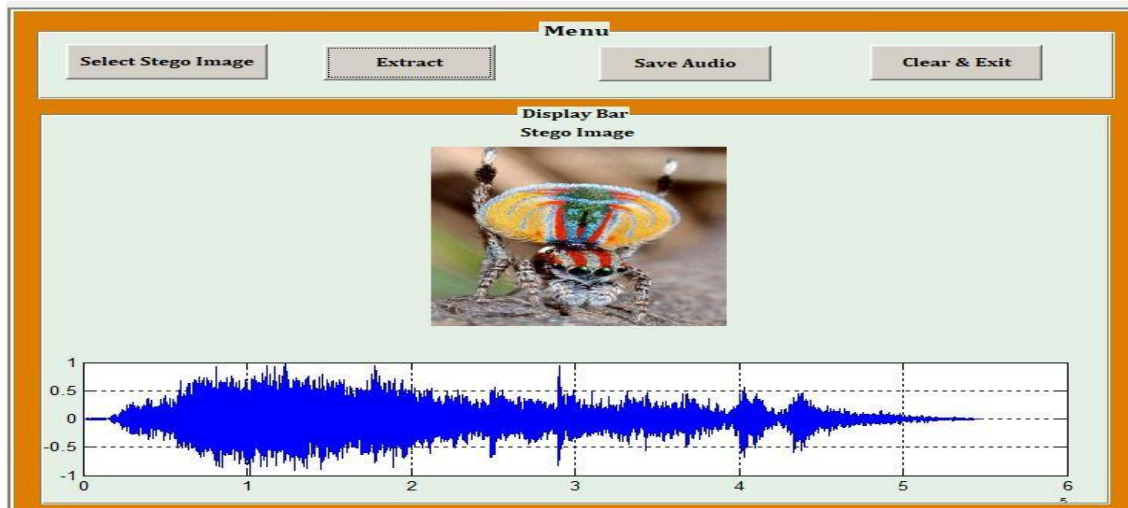 Menu
Select Stego Image Extract Save Audio Clear & Exit
Display Bar
Stego Image
1
0.5
0
-0.5
-1
0 1 2 3 4 5 6
5